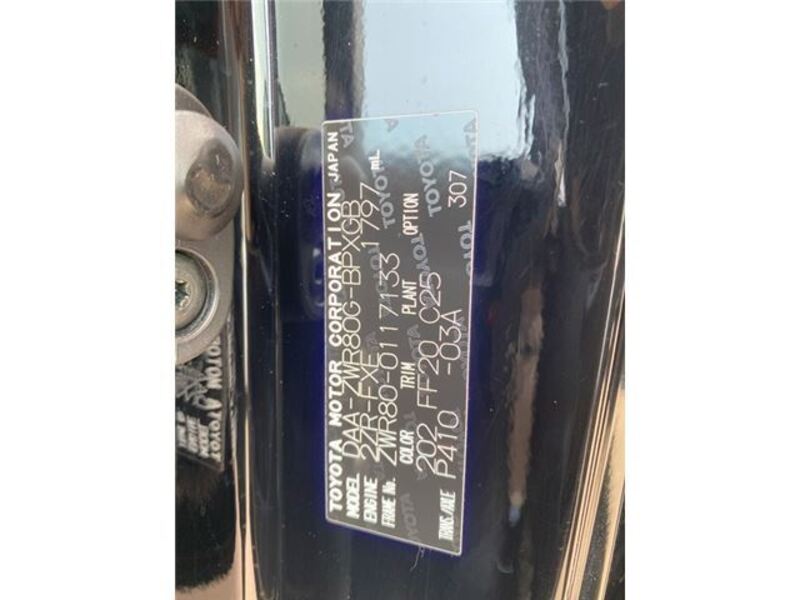 TOYOTA MOTOR CORPORATION JAPAN
MODEL DAA-ZWR80G-BPXGB
ENGINE 2ZR-FXE 1797 mL
FRAME No. ZWR80-0117133
COLOR TRIM PLANT OPTION
202 FF20 C25 307
TRANS./AXLE P410 -03A